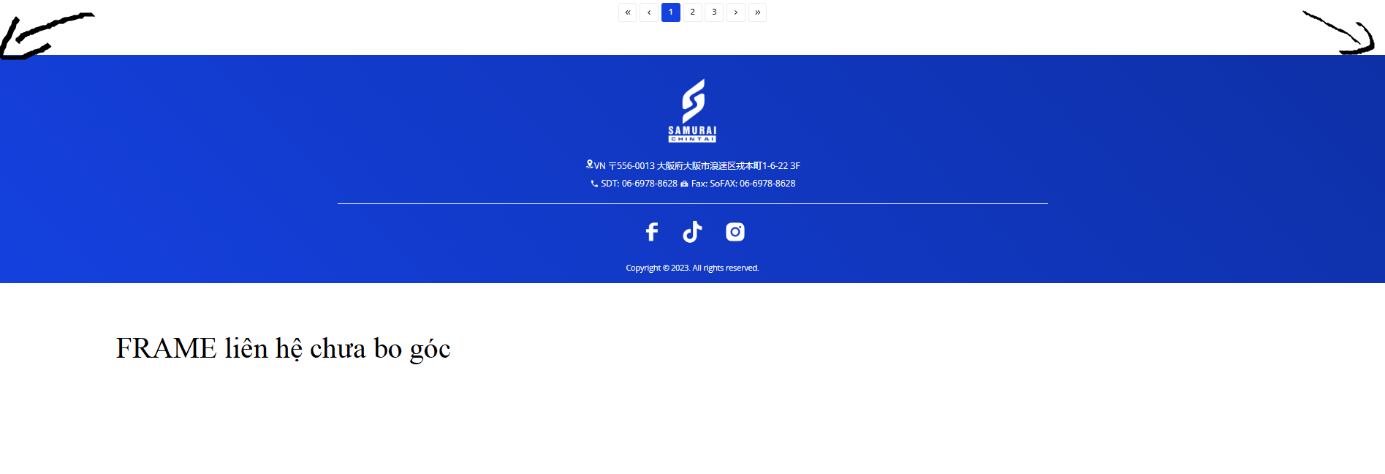 « ‹ 1 2 3 › »
SAMURAI
CHINTAI
VN 〒556-0013 大阪府大阪市浪速区戎本町1-6-22 3F
SDT: 06-6978-8628 Fax: SoFAX: 06-6978-8628
Copyright © 2023. All rights reserved.
FRAME liên hệ chưa bo góc